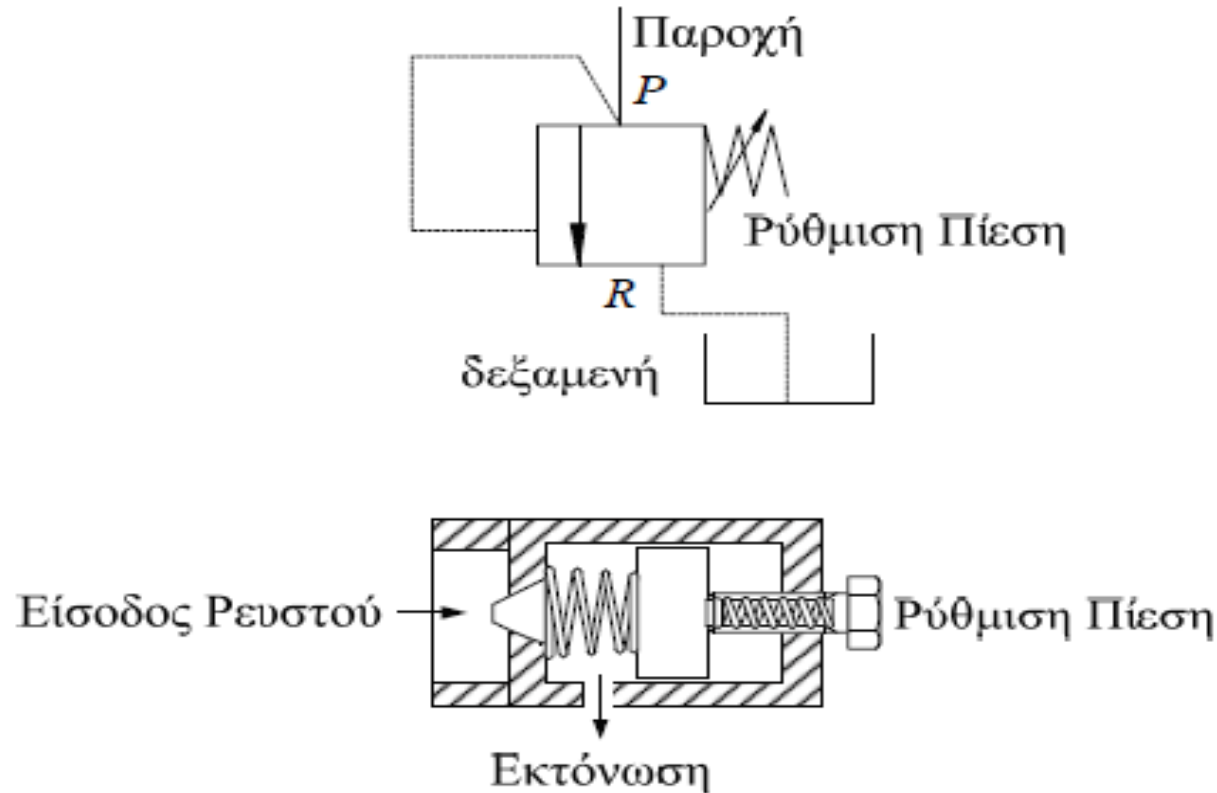 Παροχή
P
Ρύθμιση Πίεση
R
δεξαμενή
Είσοδος Ρευστού
Ρύθμιση Πίεση
Εκτόνωση